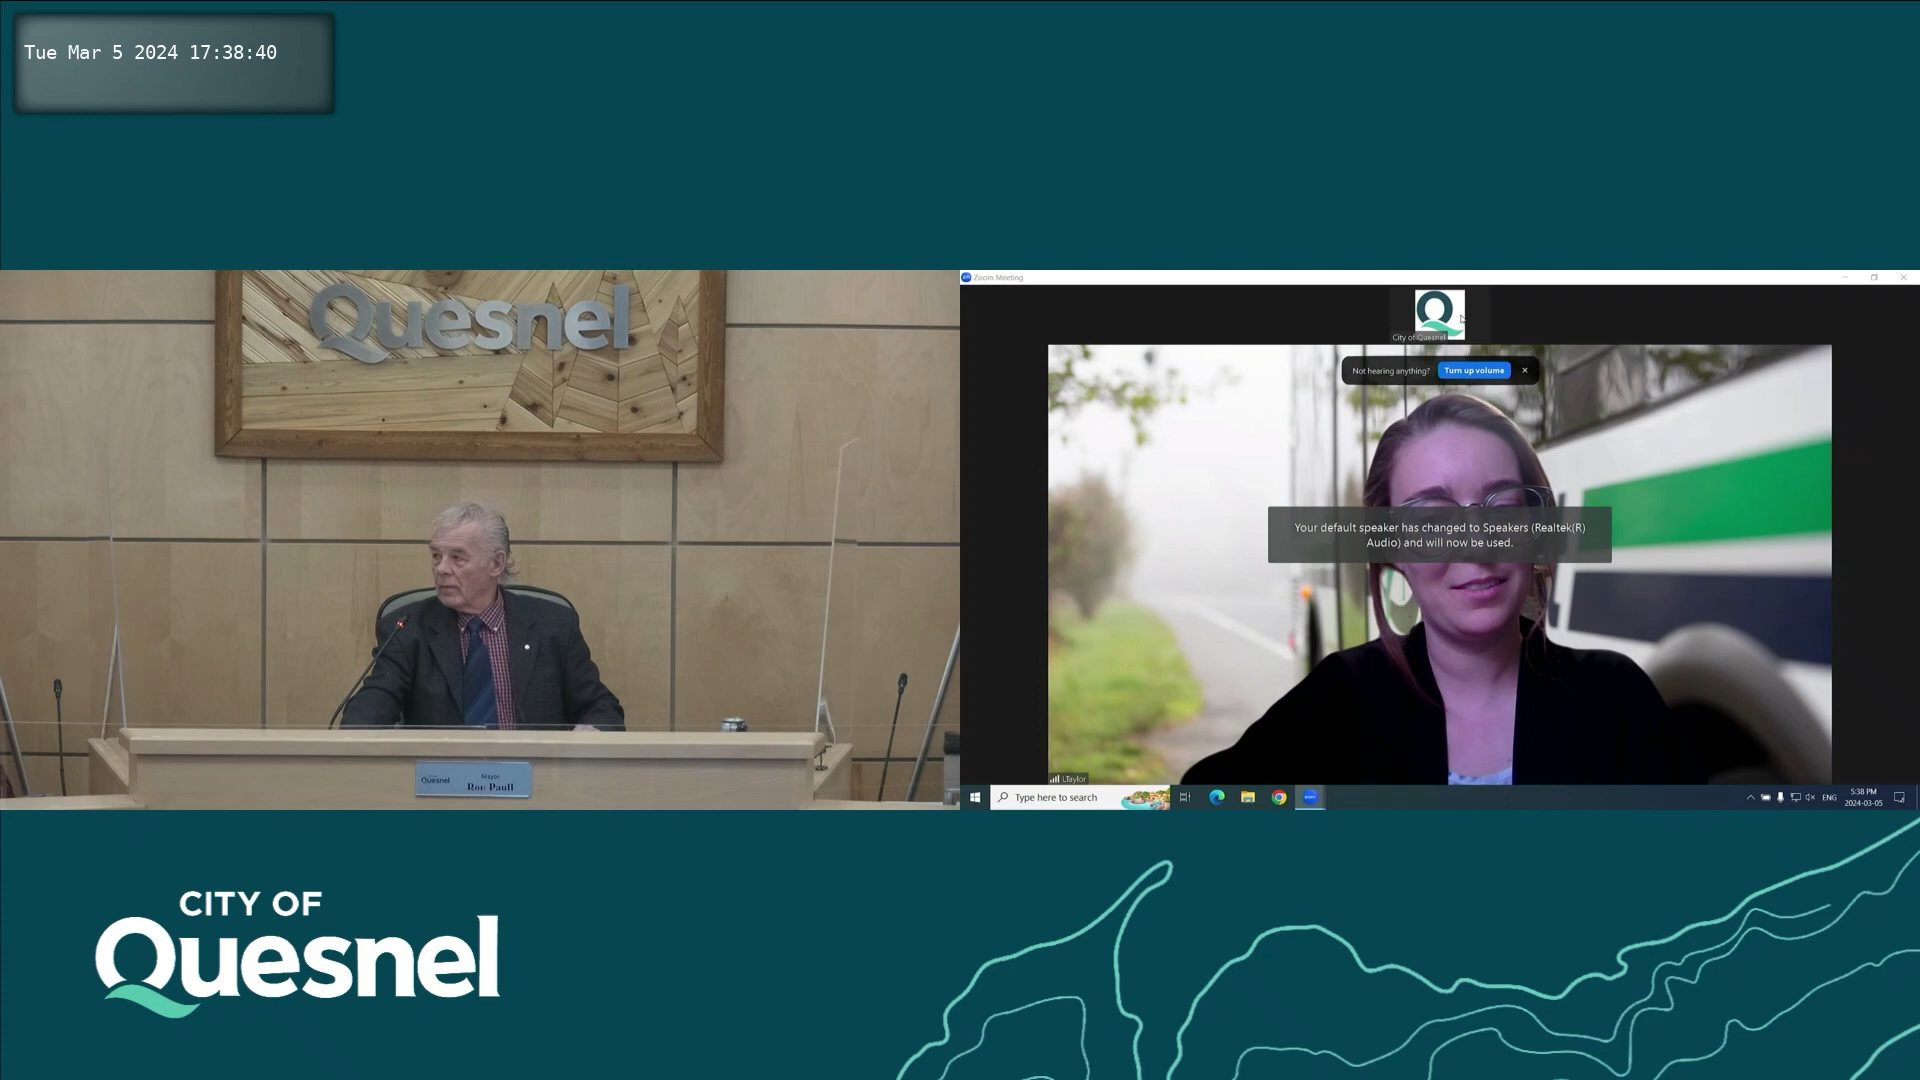 Tue Mar 5 2024 17:38:40
Quesnel
Quesnel
Mayor
Ron Paull
Zoom Meeting
City of Quesnel
Not hearing anything?
Turn up volume
Your default speaker has changed to Speakers (Realtek(R)
Audio) and will now be used.
LTaylor
Type here to search
ENG
5:38 PM
2024-03-05
CITY OF
Quesnel